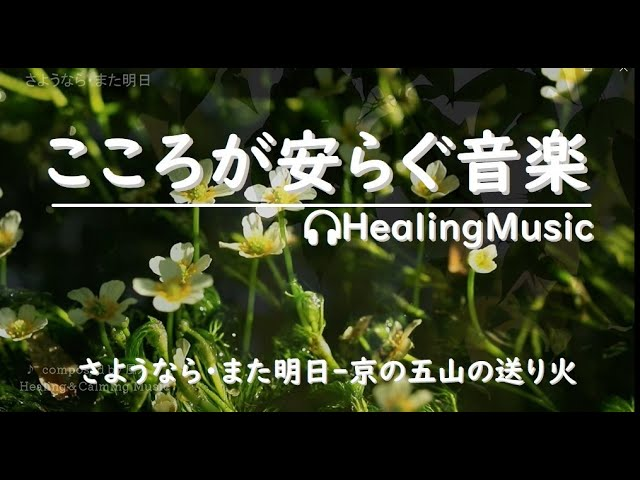 さようなら・また明日
こころが安らぐ音楽
HealingMusic
♪ composed b
さようなら・また明日-京の五山の送り火
Healing&Calming Music